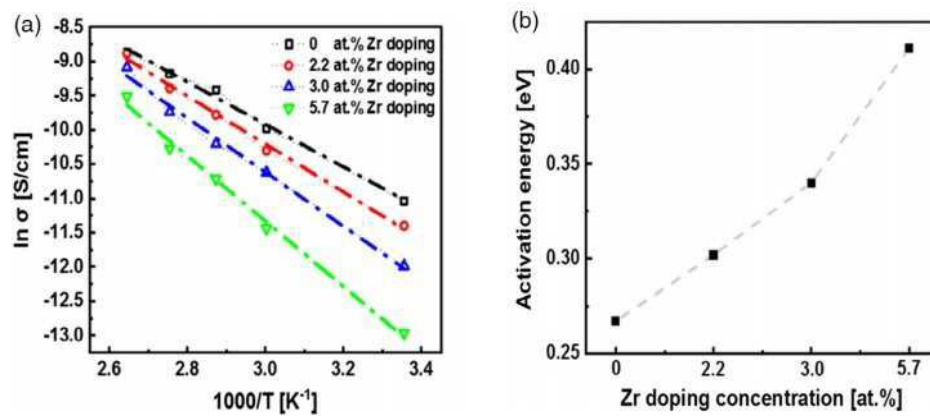 (a)
ln σ [S/cm]
-8.5
-9.0
-9.5
-10.0
-10.5
-11.0
-11.5
-12.0
-12.5
-13.0
0 at.% Zr doping
2.2 at.% Zr doping
3.0 at.% Zr doping
5.7 at.% Zr doping
2.6 2.8 3.0 3.2 3.4
1000/T [K⁻¹]
(b)
Activation energy [eV]
0.40
0.35
0.30
0.25
0 2.2 3.0 5.7
Zr doping concentration [at.%]